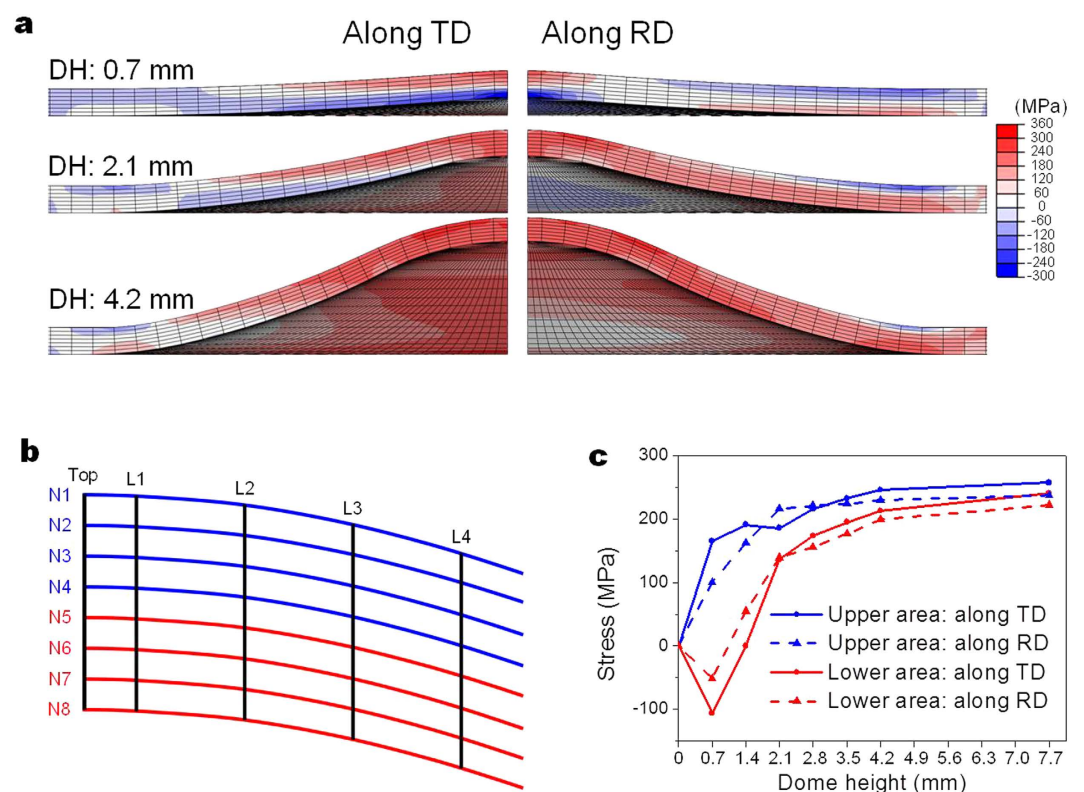 a
Along TD
Along RD
DH: 0.7 mm
DH: 2.1 mm
DH: 4.2 mm
(MPa)
360
300
240
180
120
60
0
-60
-120
-180
-240
-300
b
Top
L1
L2
L3
L4
N1
N2
N3
N4
N5
N6
N7
N8
c
Stress (MPa)
300
200
100
0
-100
Upper area: along TD
Upper area: along RD
Lower area: along TD
Lower area: along RD
0 0.7 1.4 2.1 2.8 3.5 4.2 4.9 5.6 6.3 7.0 7.7
Dome height (mm)